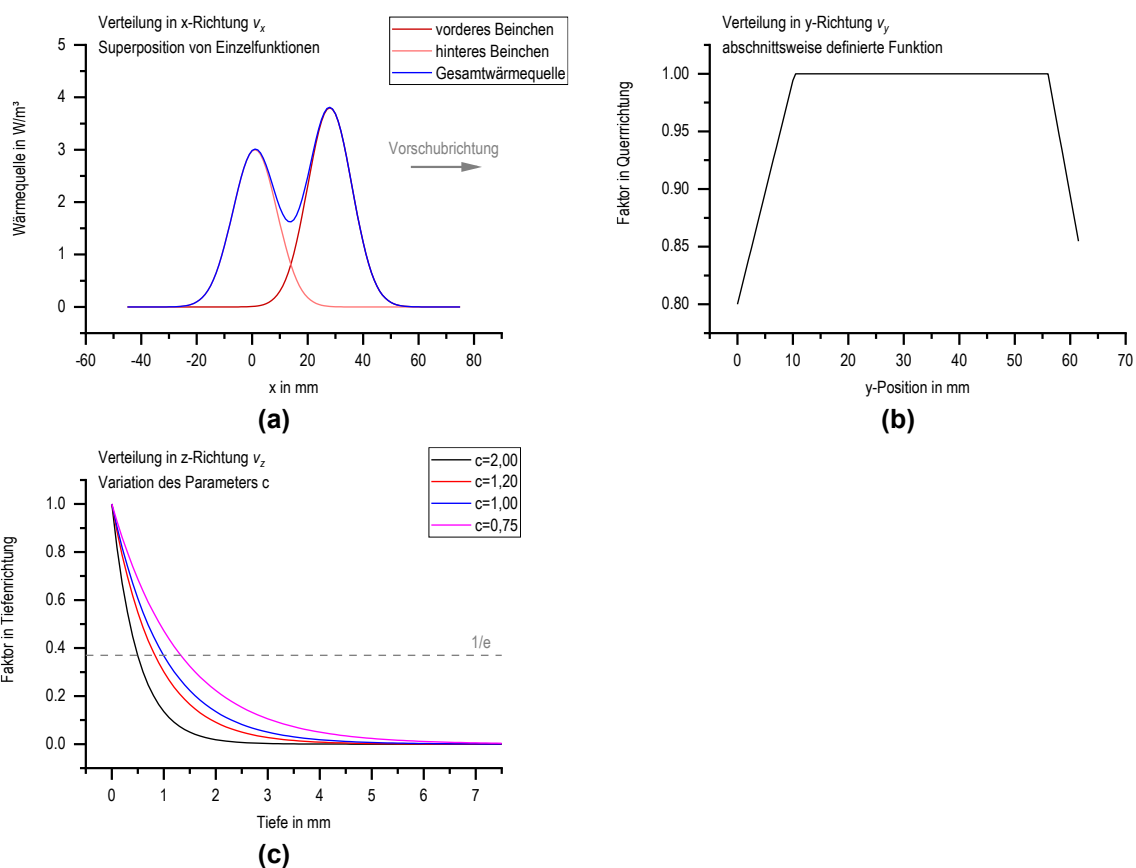 Verteilung in x-Richtung vx
Superposition von Einzelfunktionen
vorderes Beinchen
hinteres Beinchen
Gesamtwärmequelle
Vorschubrichtung
Wärmequelle in W/m³
5
4
3
2
1
0
-60 -40 -20 0 20 40 60 80
x in mm
(a)
Verteilung in y-Richtung vy
abschnittsweise definierte Funktion
Faktor in Querrrichtung
1.00
0.95
0.90
0.85
0.80
0 10 20 30 40 50 60 70
y-Position in mm
(b)
Verteilung in z-Richtung vz
Variation des Parameters c
c=2,00
c=1,20
c=1,00
c=0,75
1/e
Faktor in Tiefenrichtung
1.0
0.8
0.6
0.4
0.2
0.0
0 1 2 3 4 5 6 7
Tiefe in mm
(c)